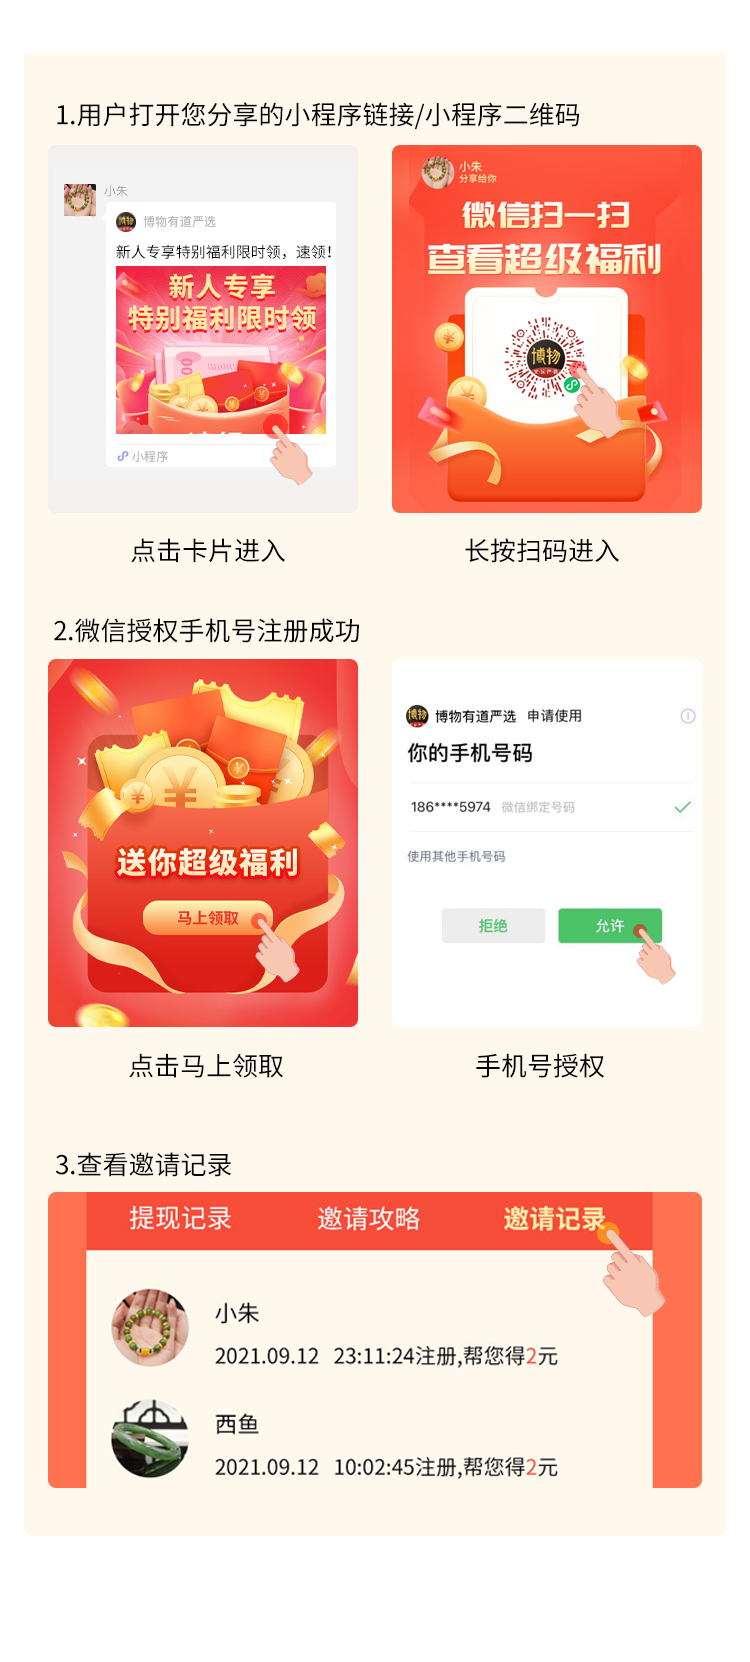 1.用户打开您分享的小程序链接/小程序二维码
小朱
博物有道严选
新人专享特别福利限时领，速领！
新人专享
特别福利限时领
小程序
点击卡片进入
小朱
分享给你
微信扫一扫
查看超级福利
博物
长按扫码进入
2.微信授权手机号注册成功
送你超级福利
马上领取
点击马上领取
博物有道严选 申请使用
你的手机号码
186****5974 微信绑定号码
使用其他手机号码
拒绝 允许
手机号授权
3.查看邀请记录
提现记录 邀请攻略 邀请记录
小朱
2021.09.12 23:11:24注册,帮您得2元
西鱼
2021.09.12 10:02:45注册,帮您得2元